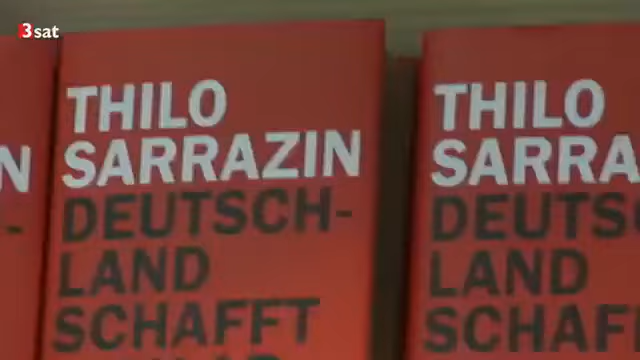 3sat
THILO
SARRAZIN
DEUTSCH-
LAND
SCHAFFT
N
-
THILO
SARRA
DEUTS
LAND
SCHAF